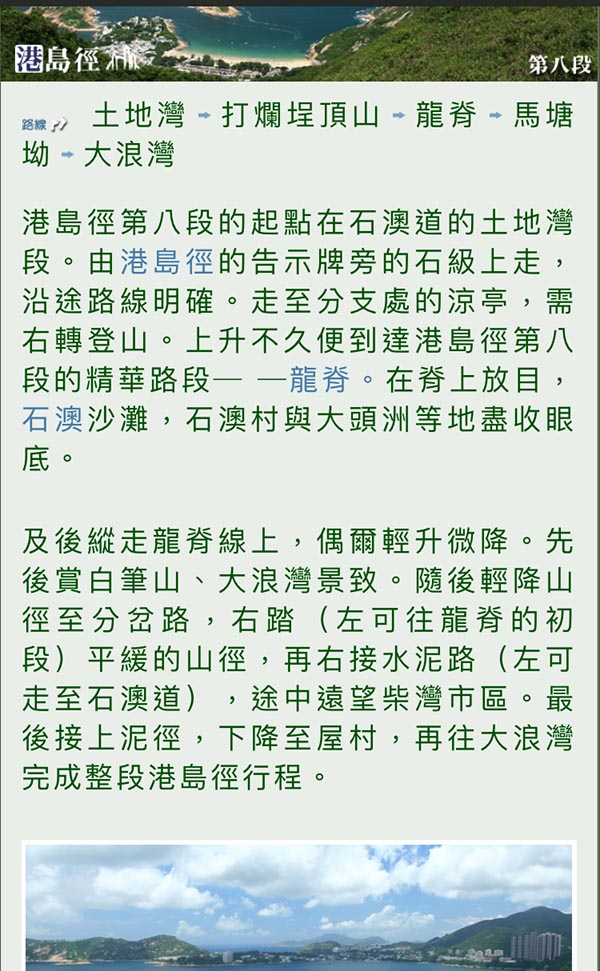 港島徑
第八段
路線 土地灣➡打爛埕頂山➡龍脊➡馬塘
坳➡大浪灣
港島徑第八段的起點在石澳道的土地灣
段。由港島徑的告示牌旁的石級上走，
沿途路線明確。走至分支處的涼亭，需
右轉登山。上升不久便到達港島徑第八
段的精華路段— —龍脊。在脊上放目，
石澳沙灘，石澳村與大頭洲等地盡收眼
底。
及後縱走龍脊線上，偶爾輕升微降。先
後賞白筆山、大浪灣景致。隨後輕降山
徑至分岔路，右踏（左可往龍脊的初
段）平緩的山徑，再右接水泥路（左可
走至石澳道），途中遠望柴灣市區。最
後接上泥徑，下降至屋村，再往大浪灣
完成整段港島徑行程。